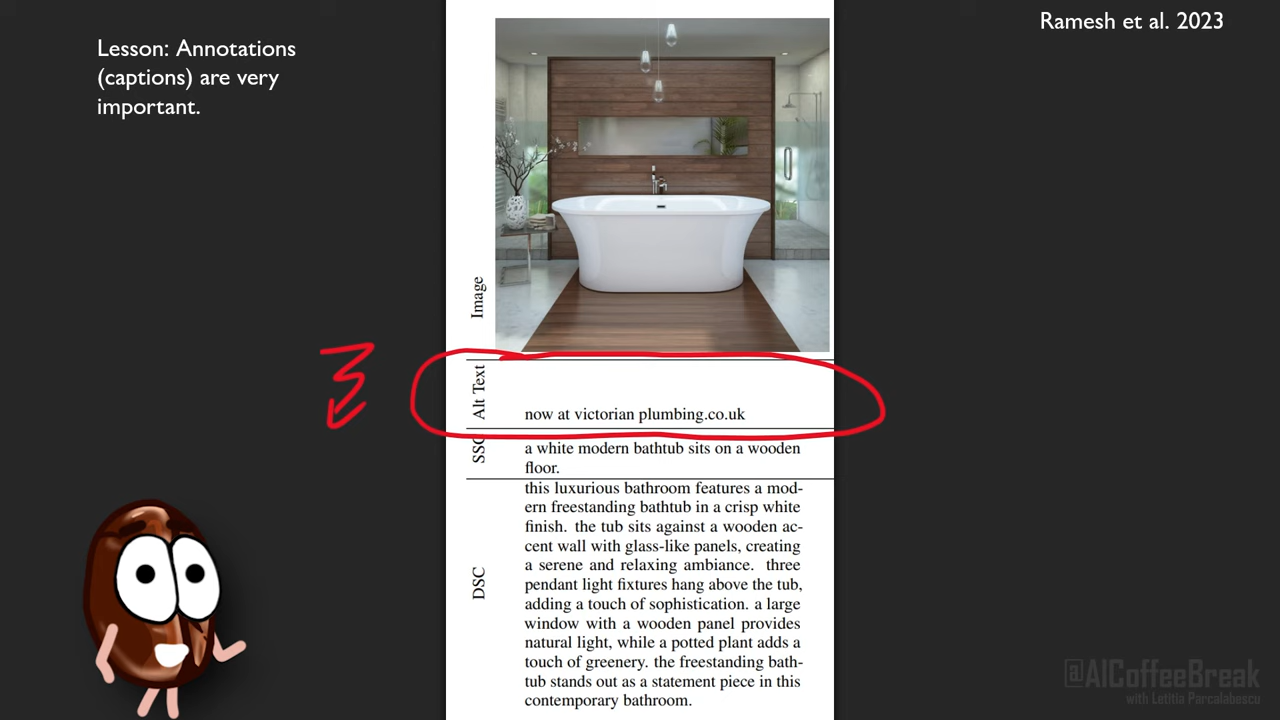 Lesson: Annotations
(captions) are very
important.
Ramesh et al. 2023
Image
Alt Text
now at victorian plumbing.co.uk
SSC
a white modern bathtub sits on a wooden
floor.
DSC
this luxurious bathroom features a mod-
ern freestanding bathtub in a crisp white
finish. the tub sits against a wooden ac-
cent wall with glass-like panels, creating
a serene and relaxing ambiance. three
pendant light fixtures hang above the tub,
adding a touch of sophistication. a large
window with a wooden panel provides
natural light, while a potted plant adds a
touch of greenery. the freestanding bath-
tub stands out as a statement piece in this
contemporary bathroom.
@AICoffeeBreak
with Letitia Parcalabescu